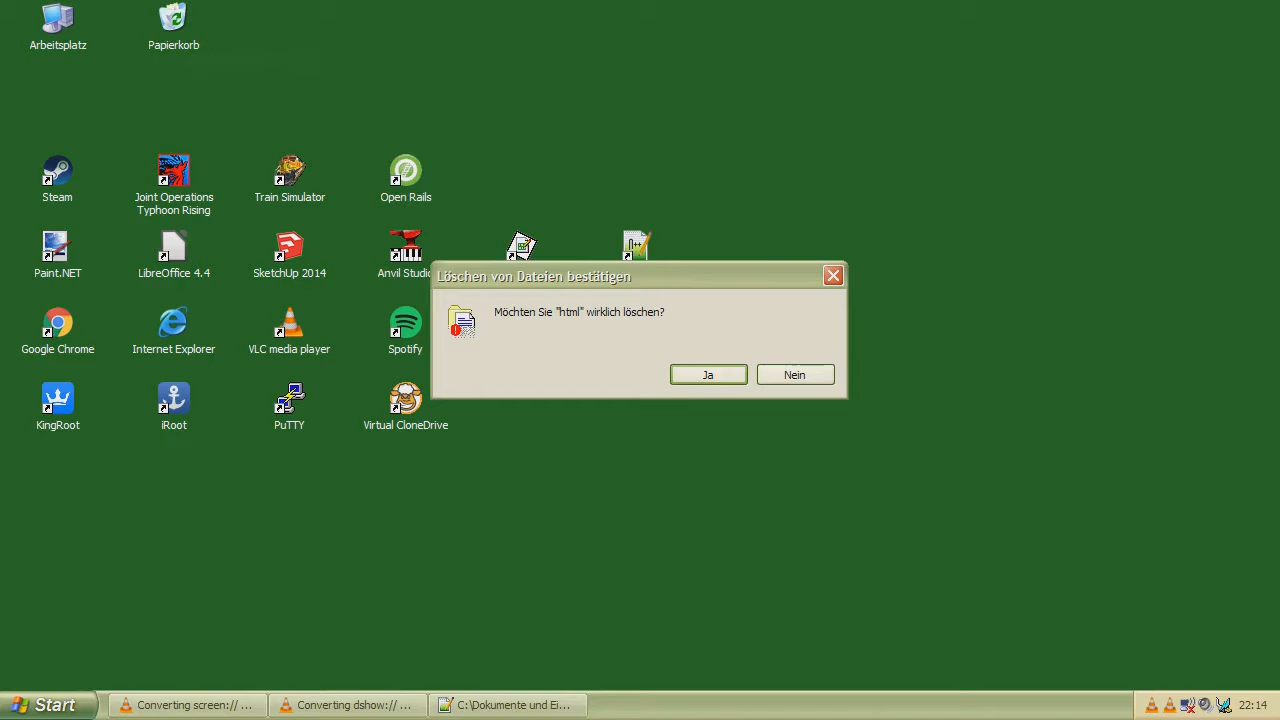 Arbeitsplatz
Papierkorb
Steam
Joint Operations
Typhoon Rising
Train Simulator
Open Rails
Paint.NET
LibreOffice 4.4
SketchUp 2014
Anvil Studio
Löschen von Dateien bestätigen
Möchten Sie "html" wirklich löschen?
Ja
Nein
Google Chrome
Internet Explorer
VLC media player
Spotify
KingRoot
iRoot
PuTTY
Virtual CloneDrive
Start
Converting screen:// ...
Converting dshow:// ...
C:\Dokumente und Ei...
22:14